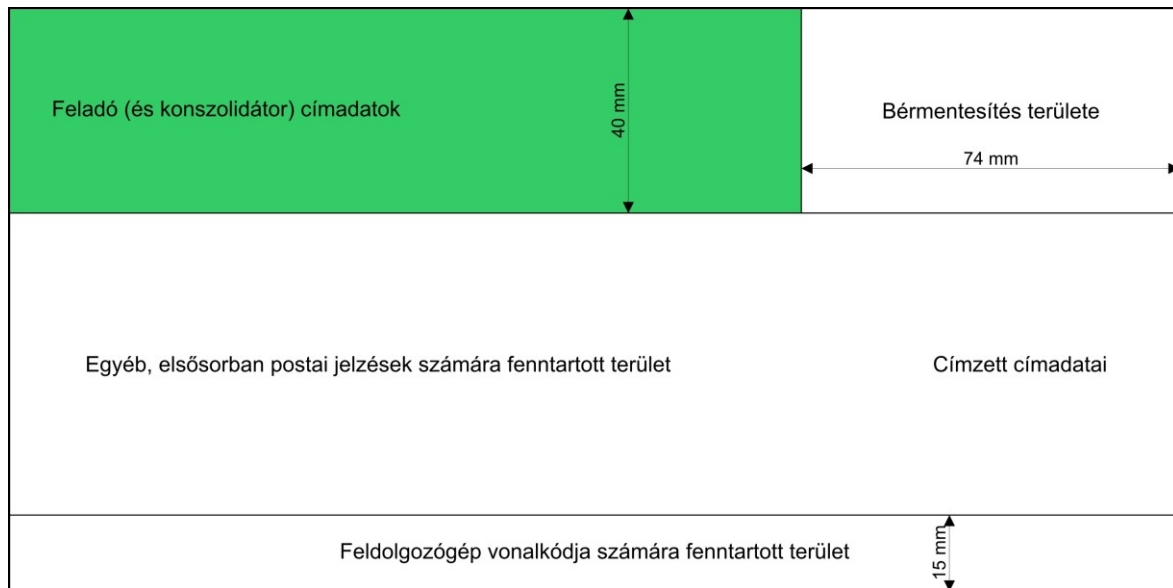 Feladó (és konszolidátor) címadatok
40 mm
Bérmentesítés területe
74 mm
Egyéb, elsősorban postai jelzések számára fenntartott terület
Címzett címadatai
Feldolgozógép vonalkódja számára fenntartott terület
15 mm